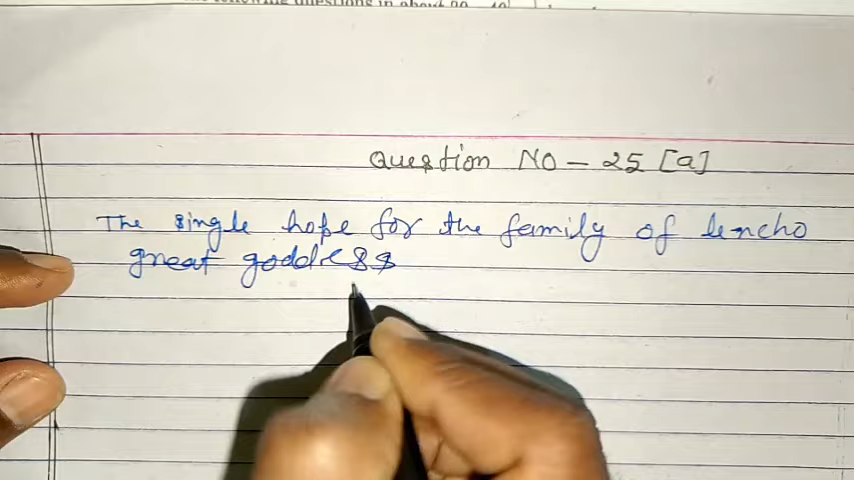 Question NO - 25 [a]
The single hope for the family of lencho
great goddess